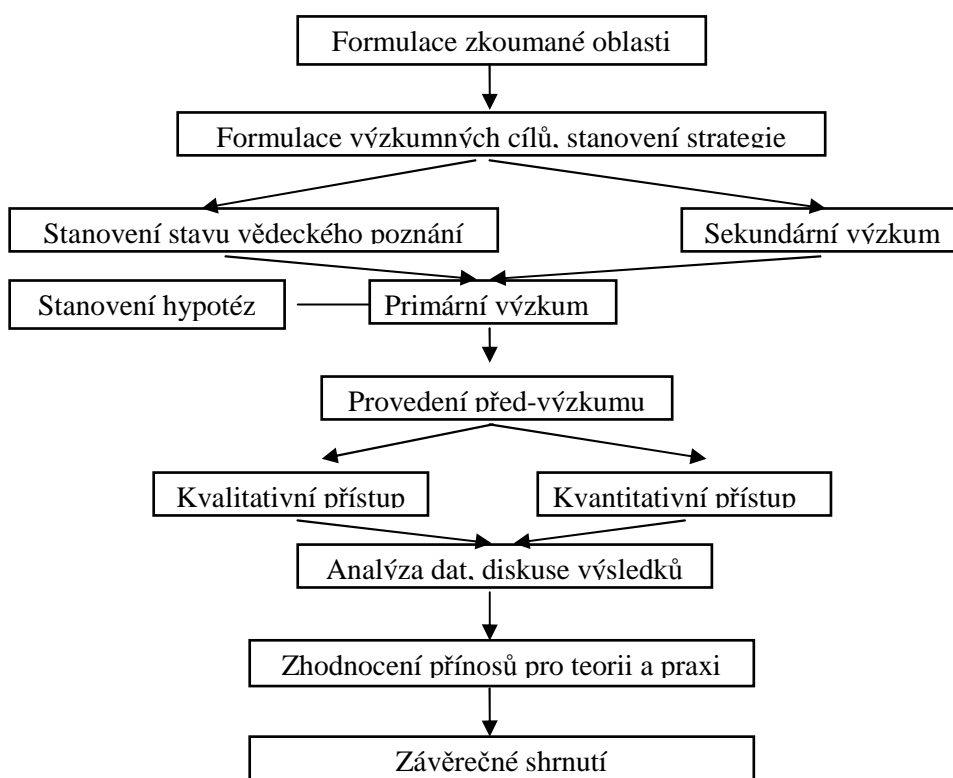 Formulace zkoumané oblasti
Formulace výzkumných cílů, stanovení strategie
Stanovení stavu vědeckého poznání
Sekundární výzkum
Stanovení hypotéz
Primární výzkum
Provedení před-výzkumu
Kvalitativní přístup
Kvantitativní přístup
Analýza dat, diskuse výsledků
Zhodnocení přínosů pro teorii a praxi
Závěrečné shrnutí